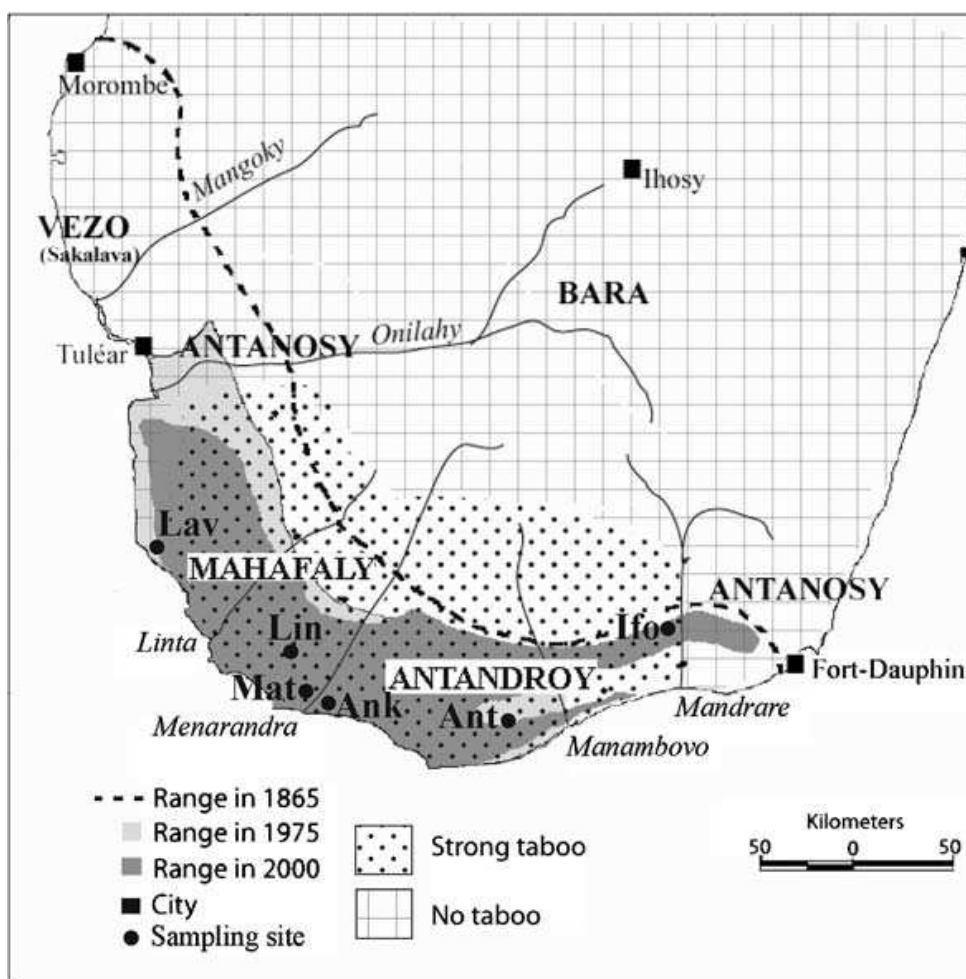 Morombe
Mangoky
Ihosy
VEZO
(Sakalava)
BARA
Tuléar
ANTANOSY
Onilahy
Lav
MAHAFALY
ANTANOSY
Linta
Lin
Ifo
Fort-Dauphin
Mat
Ank
ANTANDROY
Ant
Menarandra
Mandrare
Manambovo
Range in 1865
Range in 1975
Range in 2000
City
Sampling site
Strong taboo
No taboo
Kilometers
50 0 50